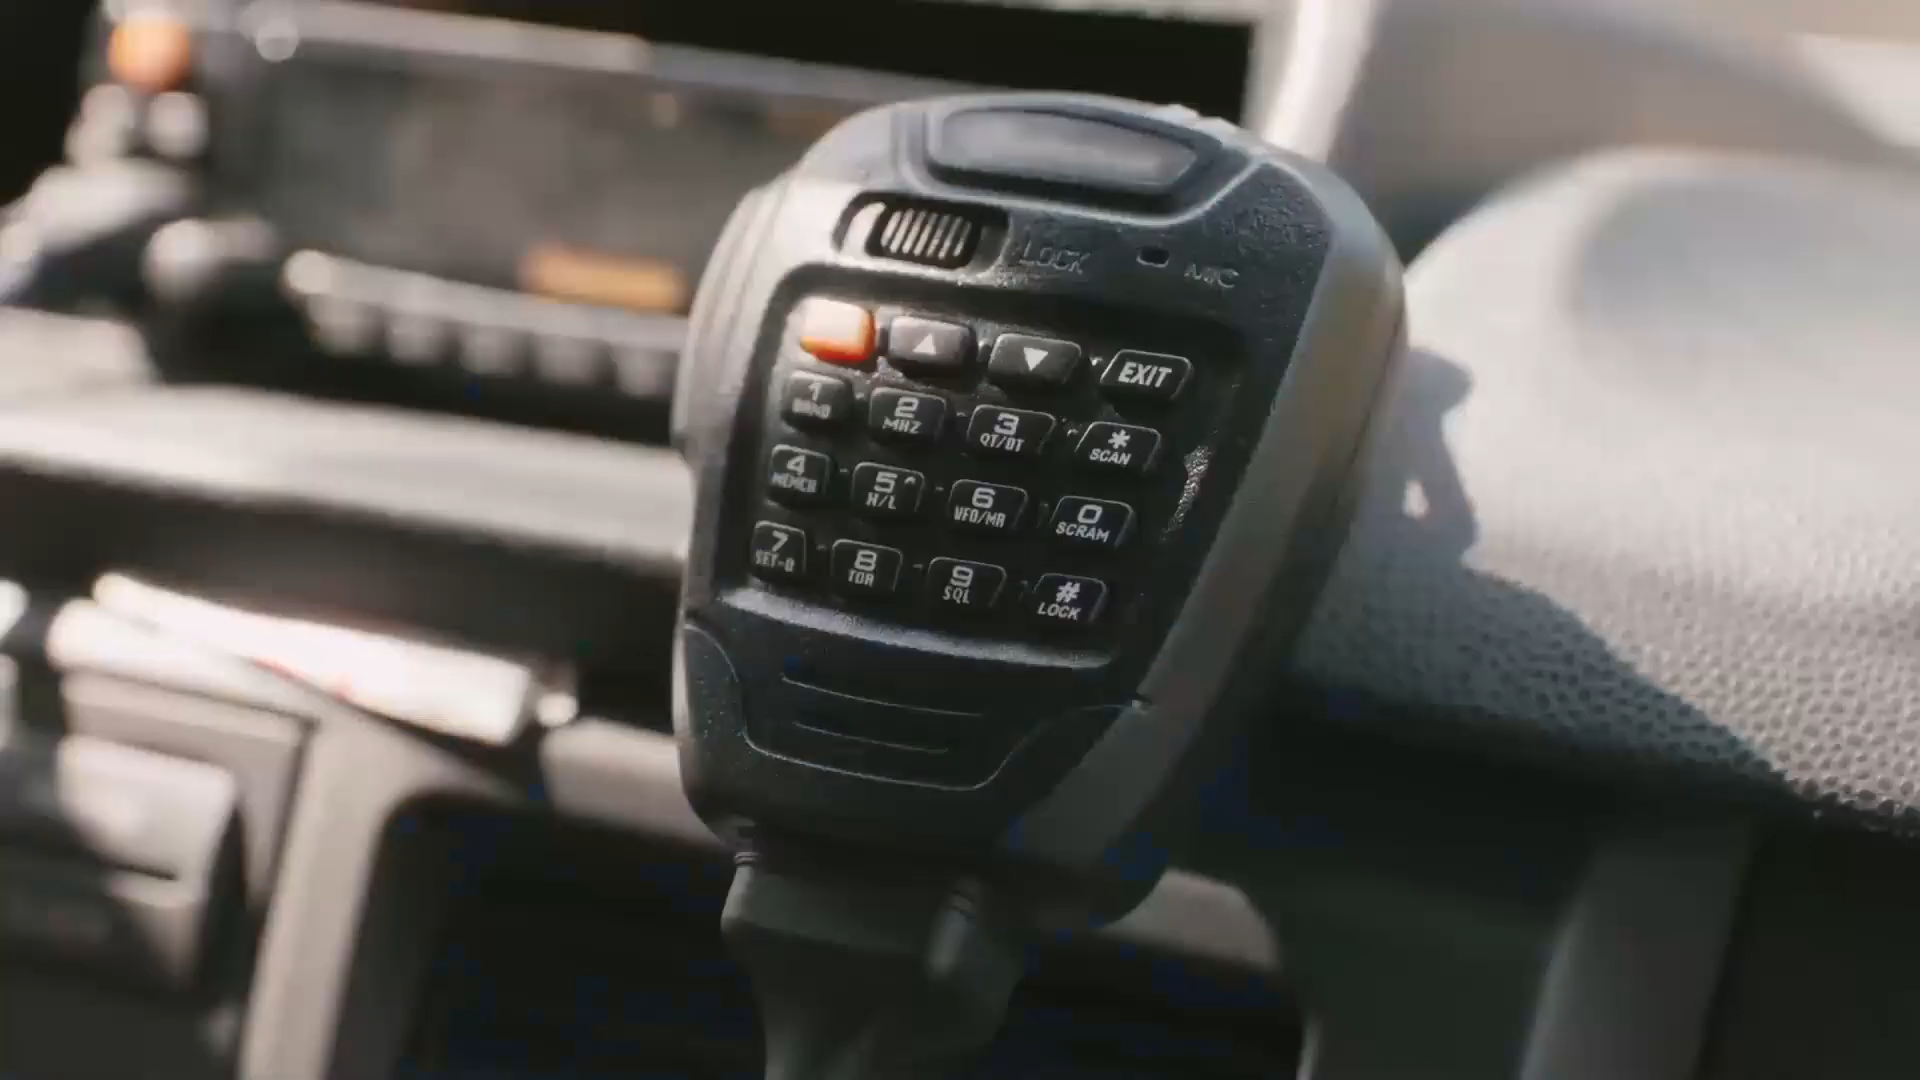 LOCK
MIC
EXIT
1
BAND
2
MHZ
3
QT/DT
*
SCAN
4
MEMCH
5
H/L
6
VFO/MR
0
SCRAM
7
8
TDR
9
SQL
#
LOCK